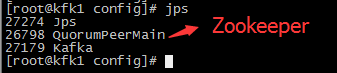 [root@kfk1 config]# jps
27274 Jps
26798 QuorumPeerMain Zookeeper
27179 Kafka
[root@kfk1 config]#